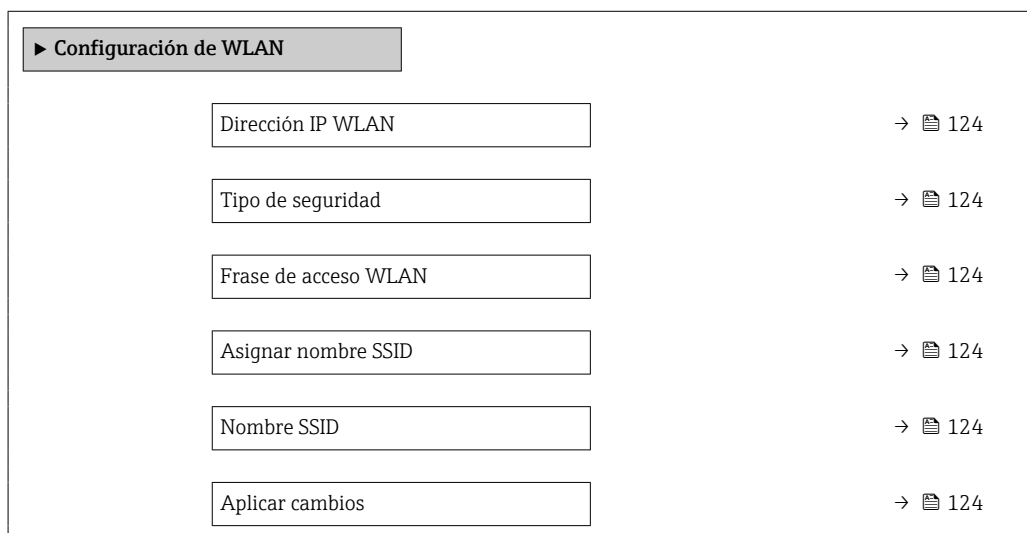 ▶ Configuración de WLAN
Dirección IP WLAN → 124
Tipo de seguridad → 124
Frase de acceso WLAN → 124
Asignar nombre SSID → 124
Nombre SSID → 124
Aplicar cambios → 124